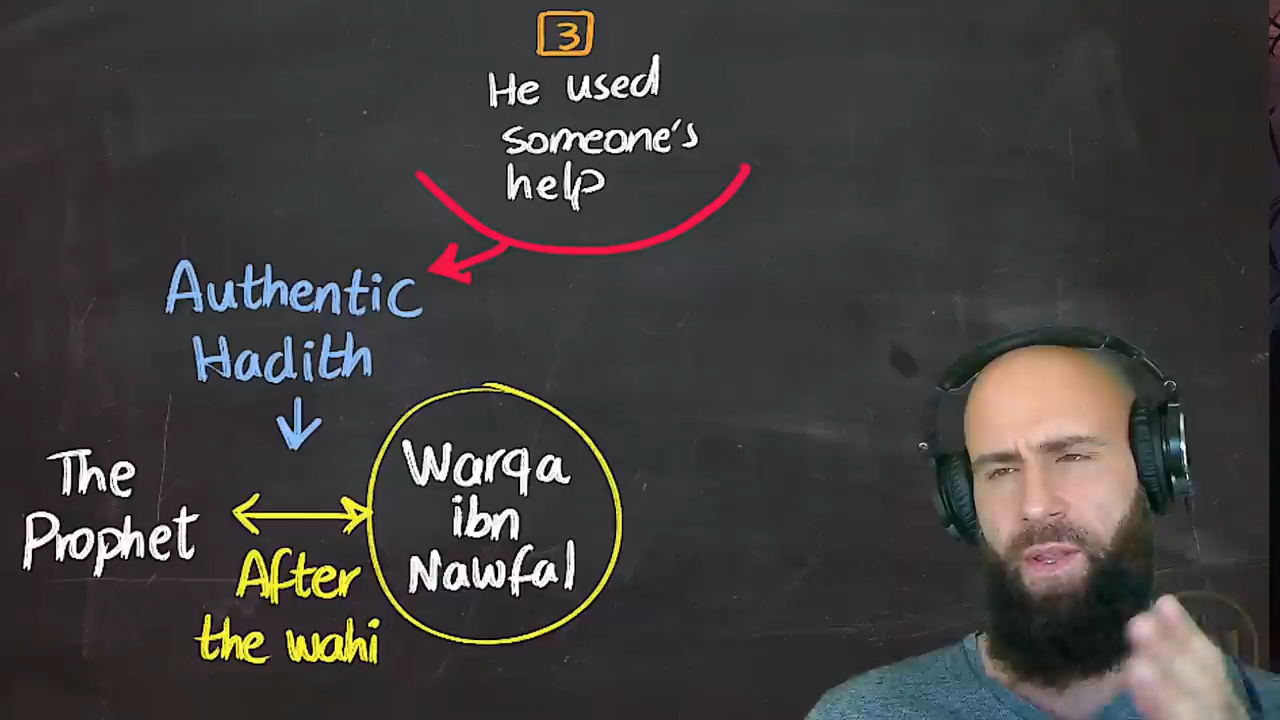 3
He used
someone's
help
Authentic
Hadith
The
Prophet
After
the wahi
Warqa
ibn
Nawfal